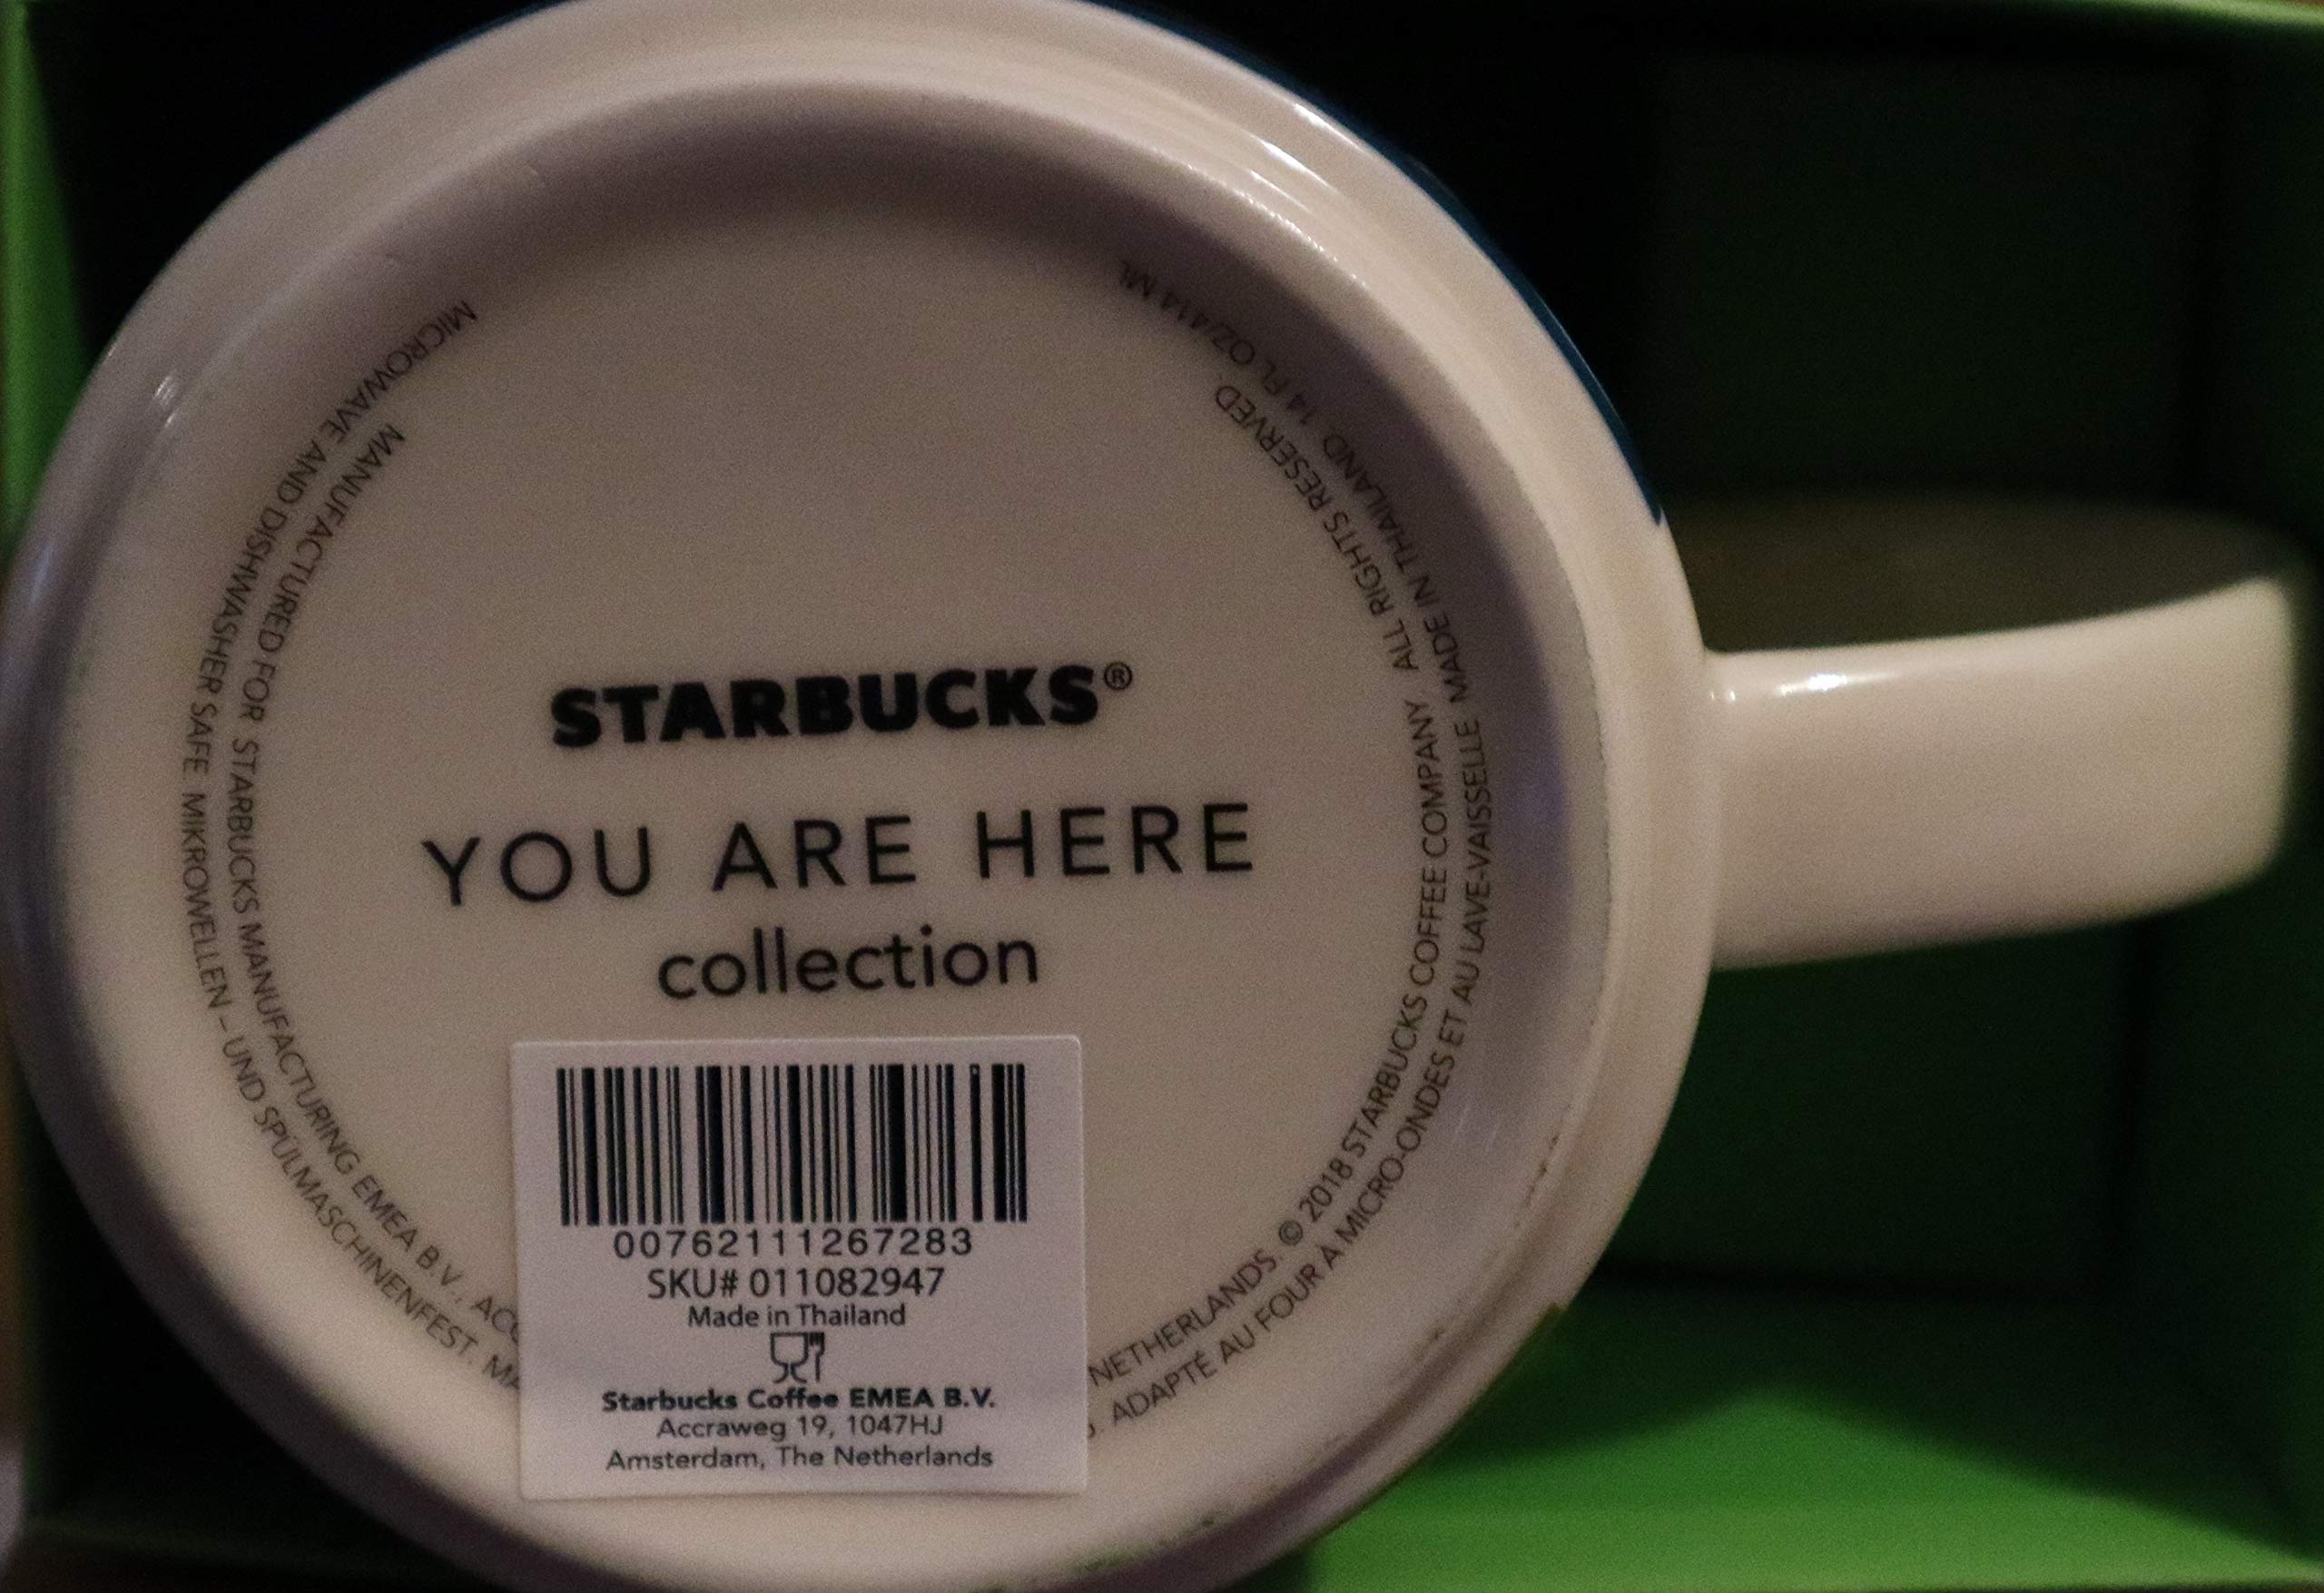 STARBUCKS®
YOU ARE HERE
collection
00762111267283
SKU# 011082947
Made in Thailand
Starbucks Coffee EMEA B.V.
Accraweg 19, 1047HJ
Amsterdam, The Netherlands
MICROWAVE AND DISHWASHER SAFE. MIKROWELLEN – UND SPÜLMASCHINENFEST. ADAPTÉ AU FOUR À MICRO-ONDES ET AU LAVE-VAISSELLE MADE IN THAILAND 14 FL OZ/414 ML
MANUFACTURED FOR STARBUCKS MANUFACTURING EMEA B.V., NETHERLANDS. © 2018 STARBUCKS COFFEE COMPANY ALL RIGHTS RESERVED